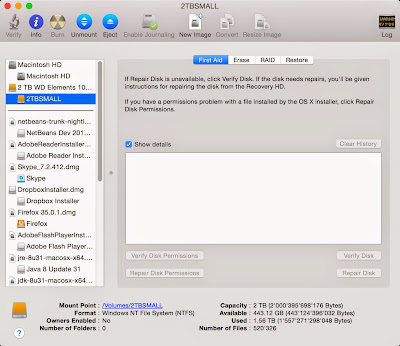 2TBSMALL
Verify Info Burn Unmount Eject Enable Journaling New Image Convert Resize Image Log
First Aid Erase RAID Restore
Macintosh HD
Macintosh HD
2 TB WD Elements 10...
2TBSMALL
netbeans-trunk-nightl...
NetBeans Dev 201...
AdobeReaderInstaller...
Adobe Reader Inst...
Skype_7.2.412.dmg
Skype
DropboxInstaller.dmg
Dropbox Installer
Firefox 35.0.1.dmg
Firefox
AdobeFlashPlayerInst...
Adobe Flash Player...
jre-8u31-macosx-x64....
Java 8 Update 31
jdk-8u31-macosx-x64...
If Repair Disk is unavailable, click Verify Disk. If the disk needs repairs, you'll be given
instructions for repairing the disk from the Recovery HD.
If you have a permissions problem with a file installed by the OS X installer, click Repair
Disk Permissions.
Show details Clear History
Verify Disk Permissions Verify Disk
Repair Disk Permissions Repair Disk
Mount Point : /Volumes/2TBSMALL Capacity : 2 TB (2'000'395'698'176 Bytes)
Format : Windows NT File System (NTFS) Available : 443.12 GB (443'124'396'032 Bytes)
Owners Enabled : No Used : 1.56 TB (1'557'271'298'048 Bytes)
Number of Folders : 0 Number of Files : 520'326
?